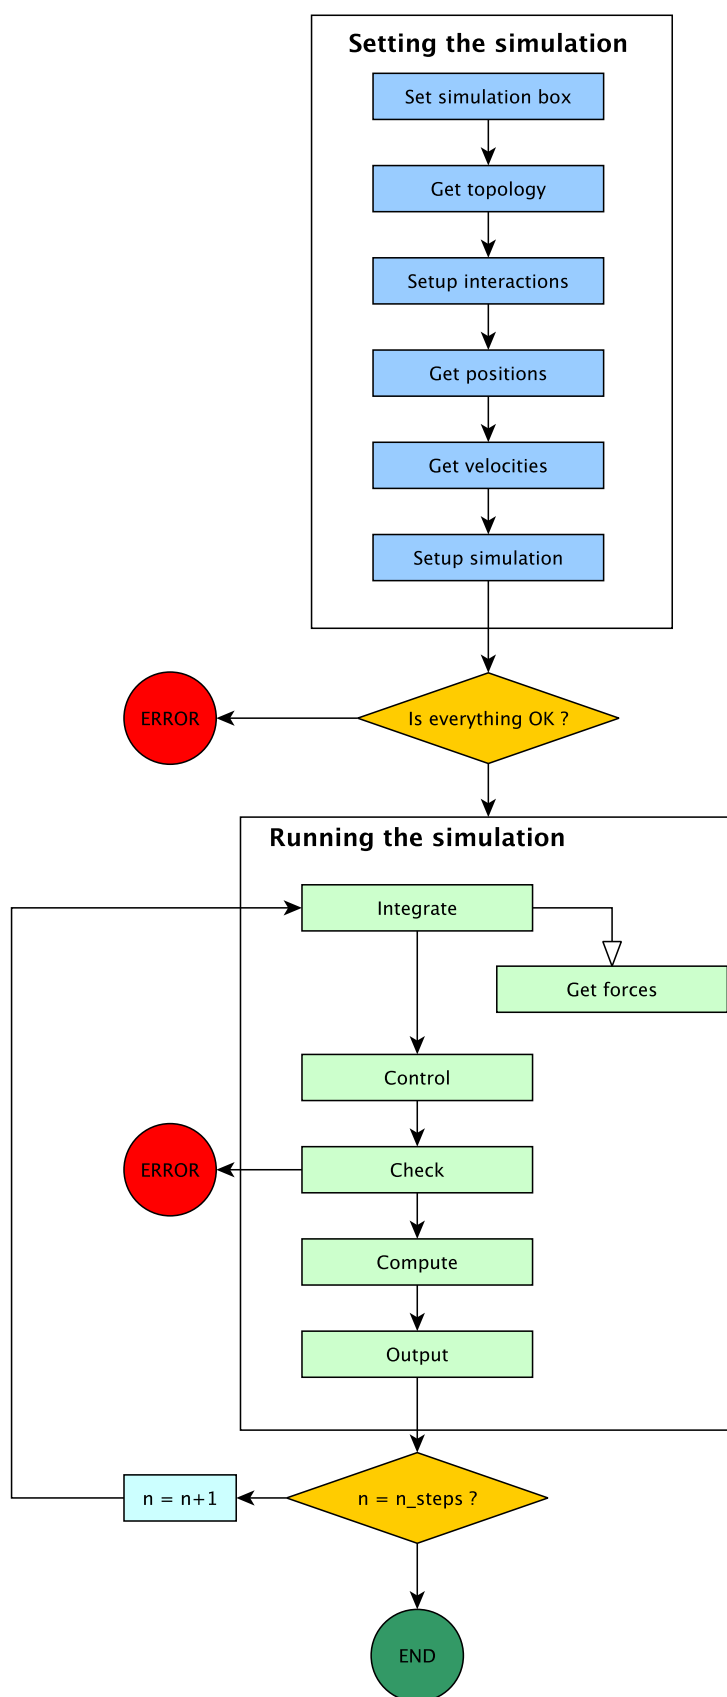 Setting the simulation
Set simulation box
Get topology
Setup interactions
Get positions
Get velocities
Setup simulation
ERROR
Is everything OK ?
Running the simulation
Integrate
Get forces
Control
ERROR
Check
Compute
Output
n = n+1
n = n_steps ?
END